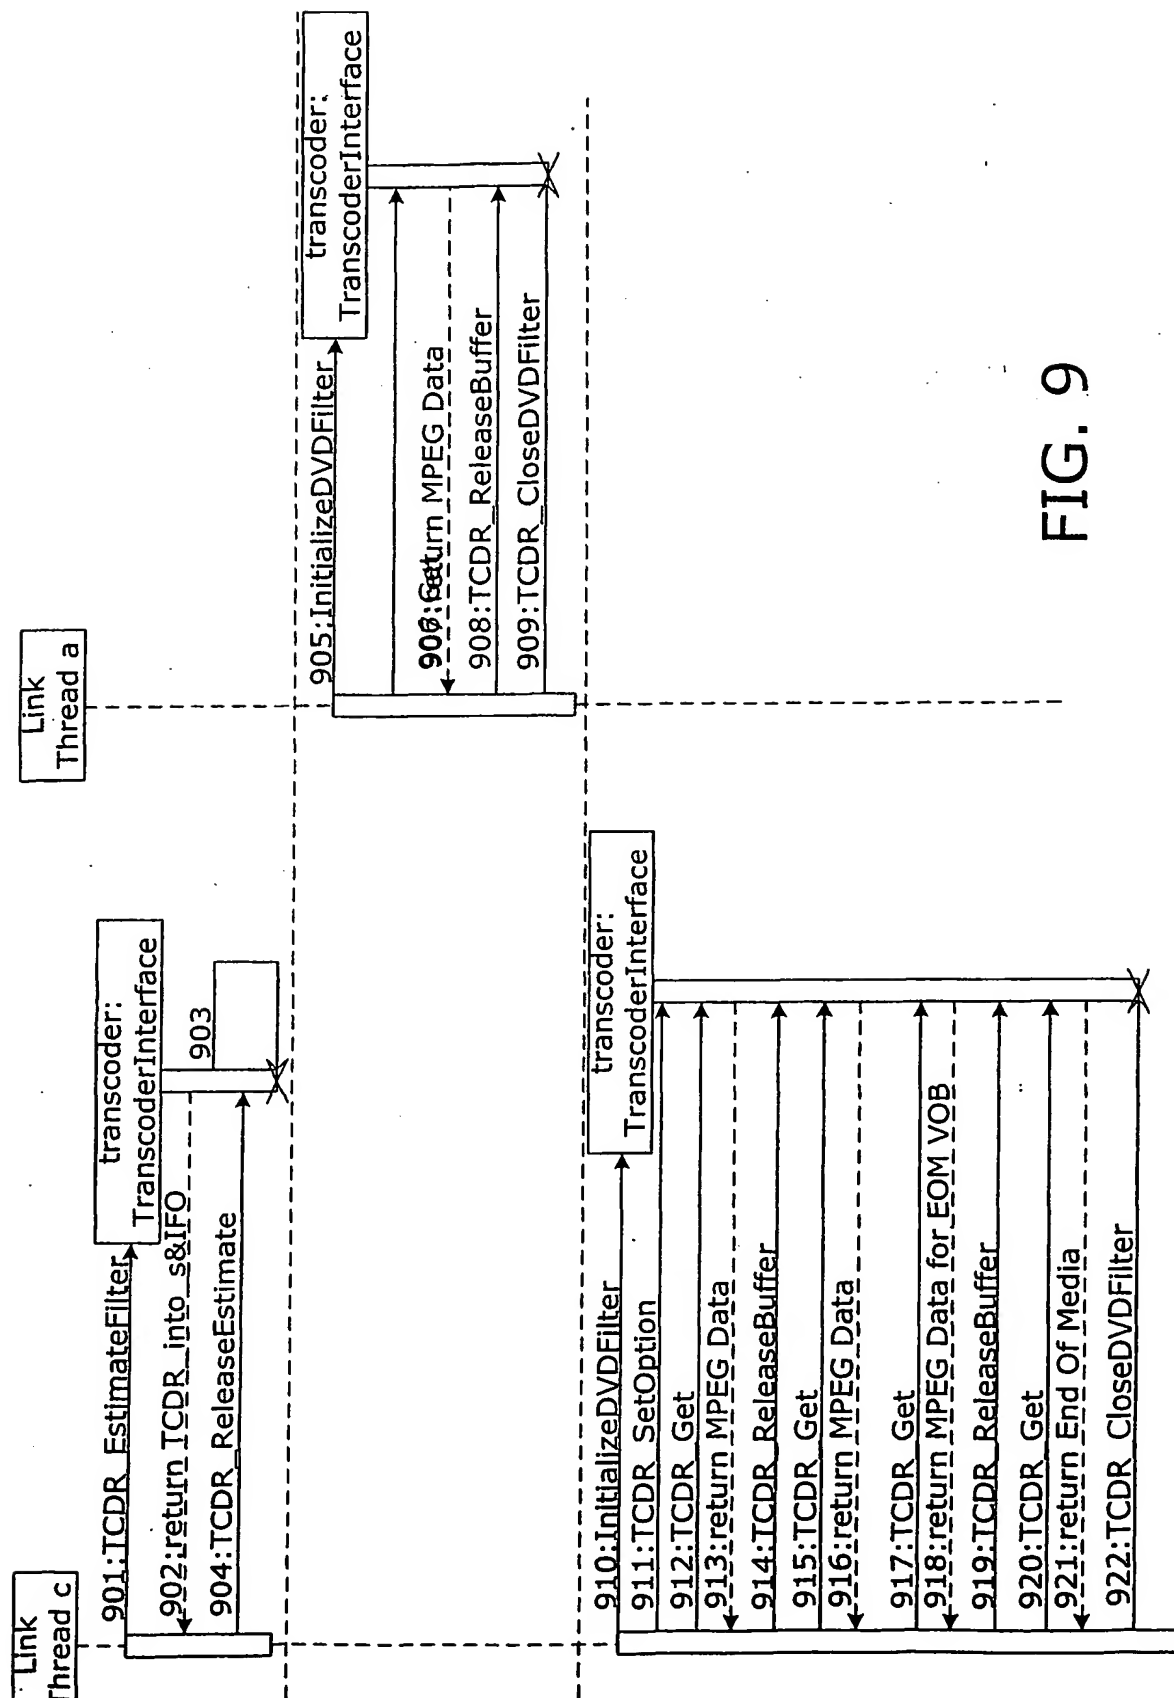 Link
Thread c
901:TCDR_EstimateFilter
transcoder:
TranscoderInterface
902:return TCDR_into s&IFO
903
904:TCDR_ReleaseEstimate
Link
Thread a
905:InitializeDVDFilter
transcoder:
TranscoderInterface
907:return MPEG Data
908:TCDR_ReleaseBuffer
909:TCDR_CloseDVDFilter
910:InitializeDVDFilter
transcoder:
TranscoderInterface
911:TCDR_SetOption
912:TCDR_Get
913:return MPEG Data
914:TCDR_ReleaseBuffer
915:TCDR_Get
916:return MPEG Data
917:TCDR_Get
918:return MPEG Data for EOM VOB
919:TCDR_ReleaseBuffer
920:TCDR_Get
921:return End Of Media
922:TCDR_CloseDVDFilter
FIG. 9